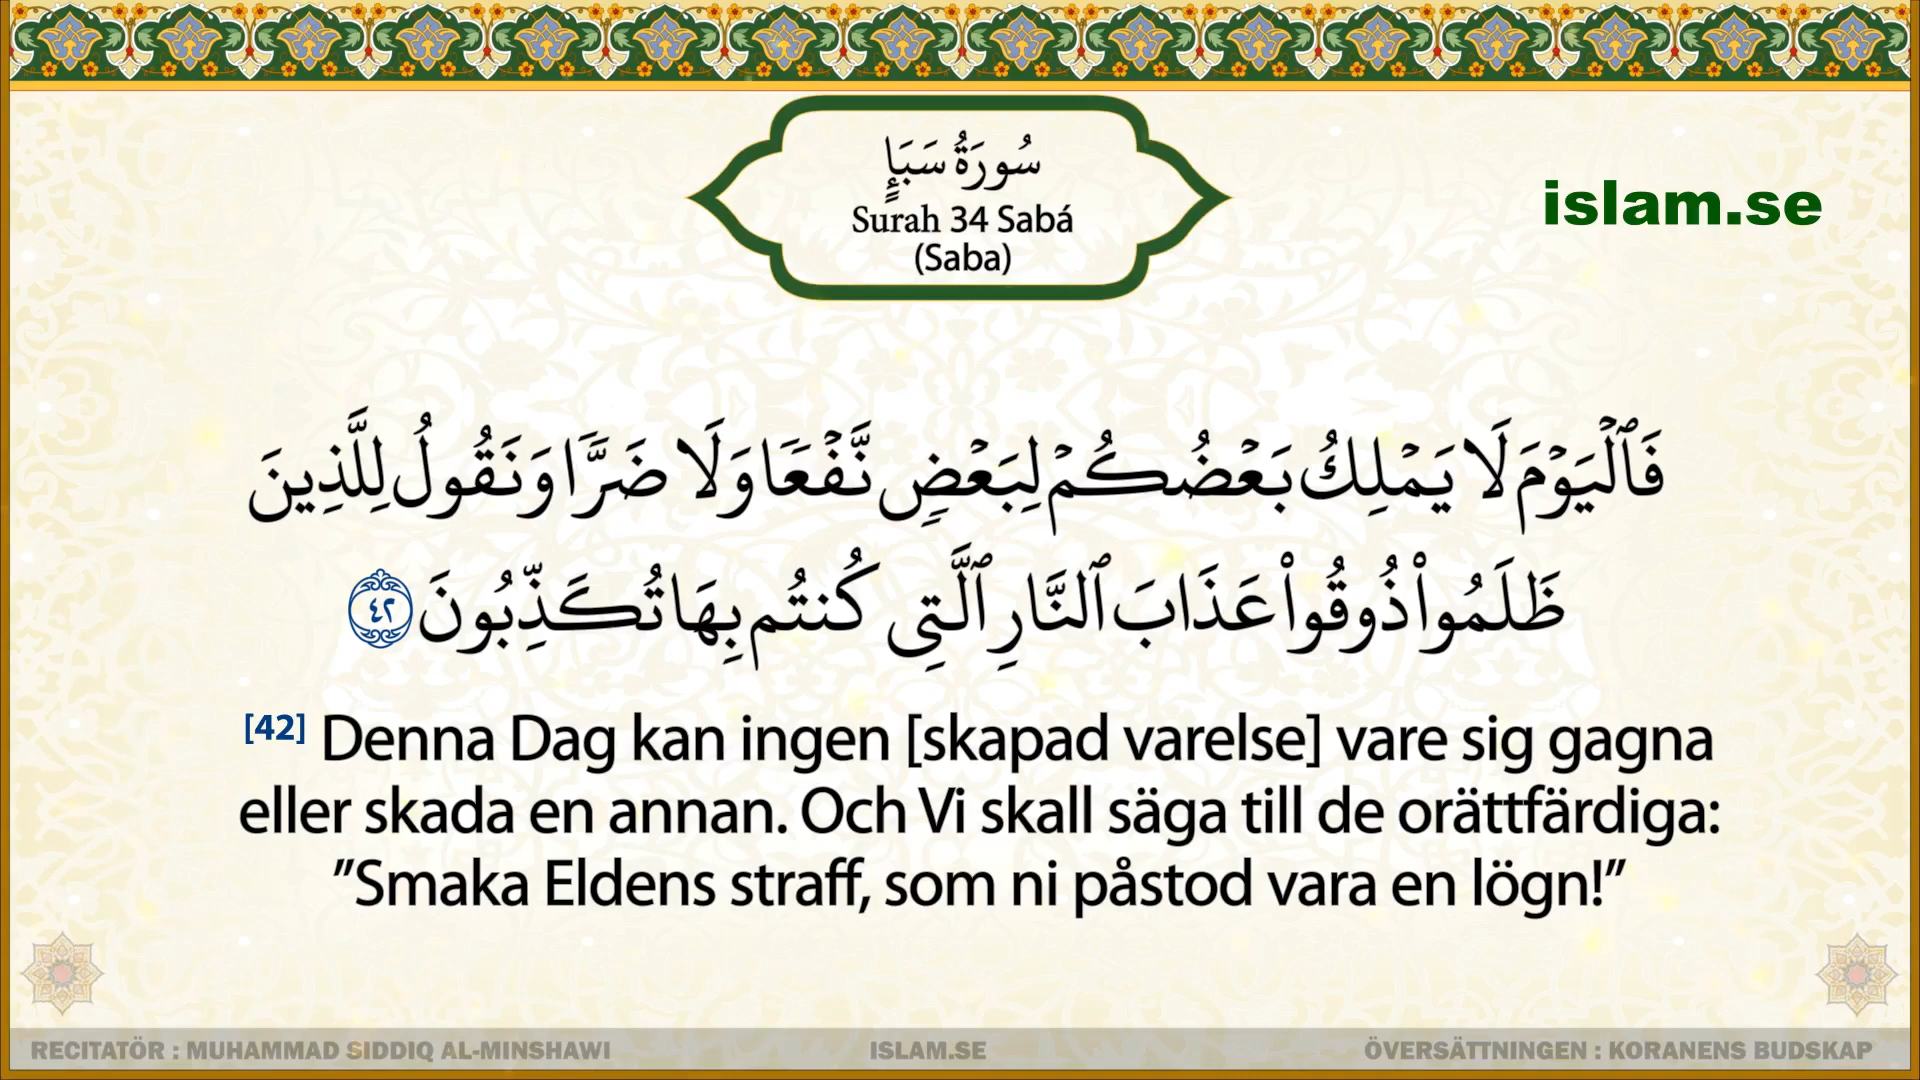 سُورَةُ سَبَإٍ
Surah 34 Sabá
(Saba)
islam.se
فَٱلْيَوْمَ لَا يَمْلِكُ بَعْضُكُمْ لِبَعْضٍ نَّفْعًا وَلَا ضَرًّا وَنَقُولُ لِلَّذِينَ
ظَلَمُوا۟ ذُوقُوا۟ عَذَابَ ٱلنَّارِ ٱلَّتِى كُنتُم بِهَا تُكَذِّبُونَ ٤٢
[42] Denna Dag kan ingen [skapad varelse] vare sig gagna
eller skada en annan. Och Vi skall säga till de orättfärdiga:
”Smaka Eldens straff, som ni påstod vara en lögn!”
RECITATÖR : MUHAMMAD SIDDIQ AL-MINSHAWI
ISLAM.SE
ÖVERSÄTTNINGEN : KORANENS BUDSKAP